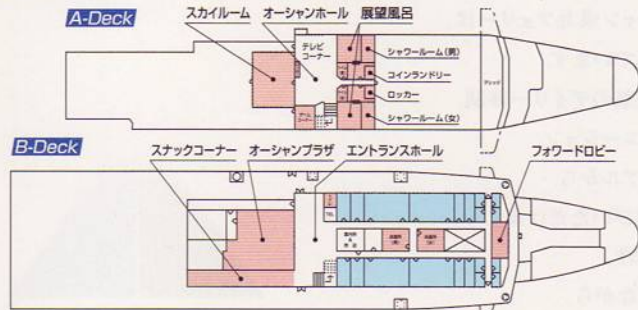 A-Deck
スカイルーム
オーシャンホール
展望風呂
テレビ
コーナー
シャワールーム(男)
コインランドリー
ロッカー
シャワールーム(女)
B-Deck
スナックコーナー
オーシャンプラザ
エントランスホール
フォワードロビー
TEL